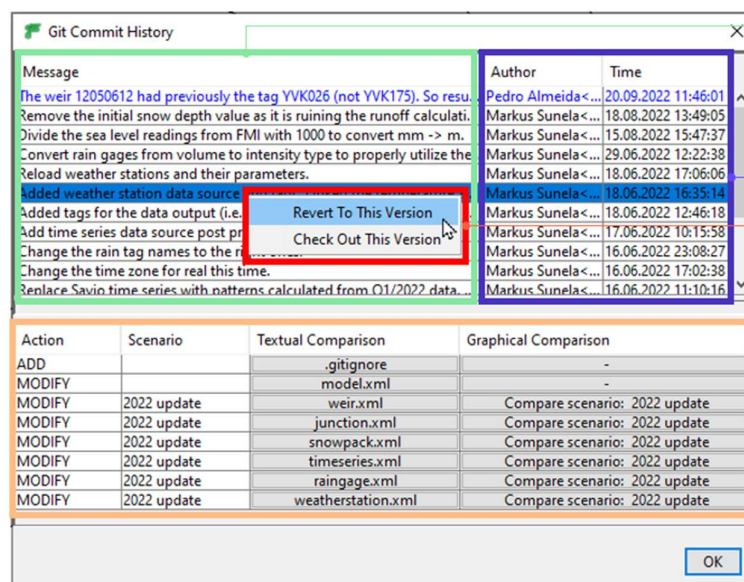 Git Commit History
Message Author Time
The weir 12050612 had previously the tag YVK026 (not YVK175). So resu... Pedro Almeida<... 20.09.2022 11:46:01
Remove the initial snow depth value as it is ruining the runoff calculati... Markus Sunela<... 18.08.2022 13:49:05
Divide the sea level readings from FMI with 1000 to convert mm -> m. Markus Sunela<... 15.08.2022 15:47:37
Convert rain gages from volume to intensity type to properly utilize the Markus Sunela<... 29.06.2022 12:22:38
Reload weather stations and their parameters. Markus Sunela<... 18.06.2022 17:06:06
Added weather station data source Markus Sunela<... 18.06.2022 16:35:14
Added tags for the data output (i.e. Markus Sunela<... 18.06.2022 12:46:18
Revert To This Version
Add time series data source post pr Markus Sunela<... 17.06.2022 10:15:58
Check Out This Version
Change the rain tag names to the Markus Sunela<... 16.06.2022 23:08:27
Change the time zone for real this time. Markus Sunela<... 16.06.2022 17:02:38
Replace Savio time series with patterns calculated from Q1/2022 data. ... Markus Sunela<... 16.06.2022 11:10:16
Action Scenario Textual Comparison Graphical Comparison
ADD .gitignore -
MODIFY model.xml -
MODIFY 2022 update weir.xml Compare scenario: 2022 update
MODIFY 2022 update junction.xml Compare scenario: 2022 update
MODIFY 2022 update snowpack.xml Compare scenario: 2022 update
MODIFY 2022 update timeseries.xml Compare scenario: 2022 update
MODIFY 2022 update raingage.xml Compare scenario: 2022 update
MODIFY 2022 update weatherstation.xml Compare scenario: 2022 update
OK